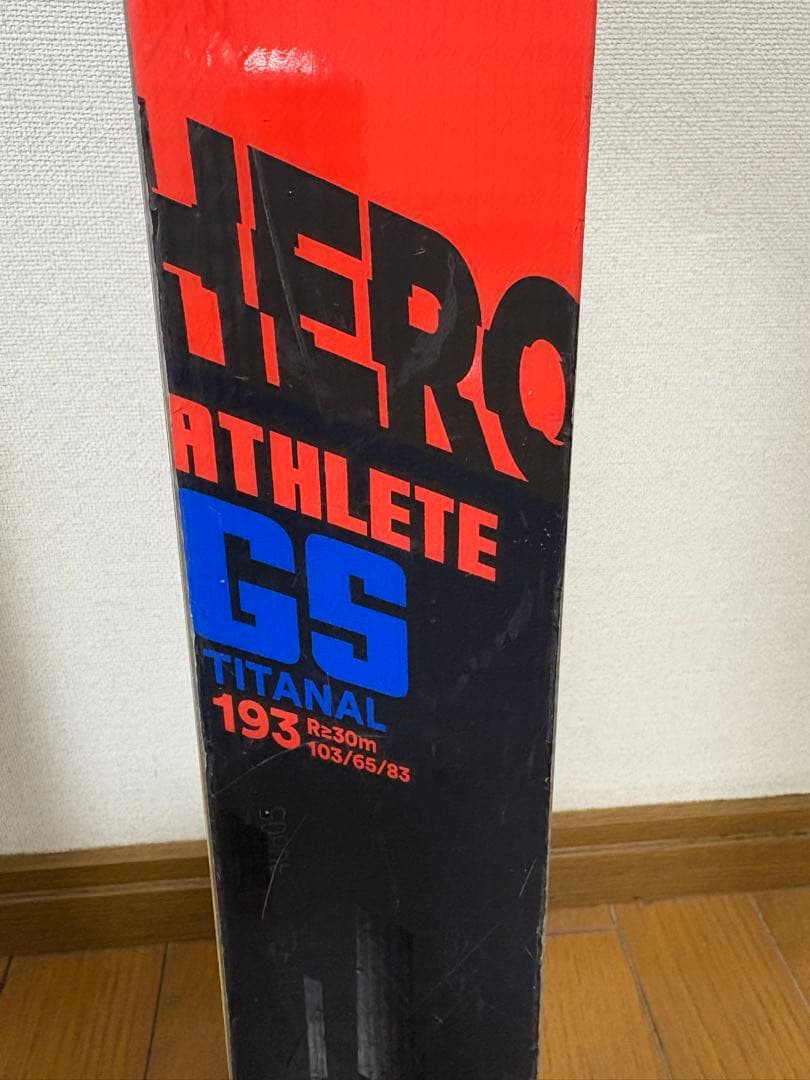 HERO
ATHLETE
GS
TITANAL
193 R≥30m
103/65/83